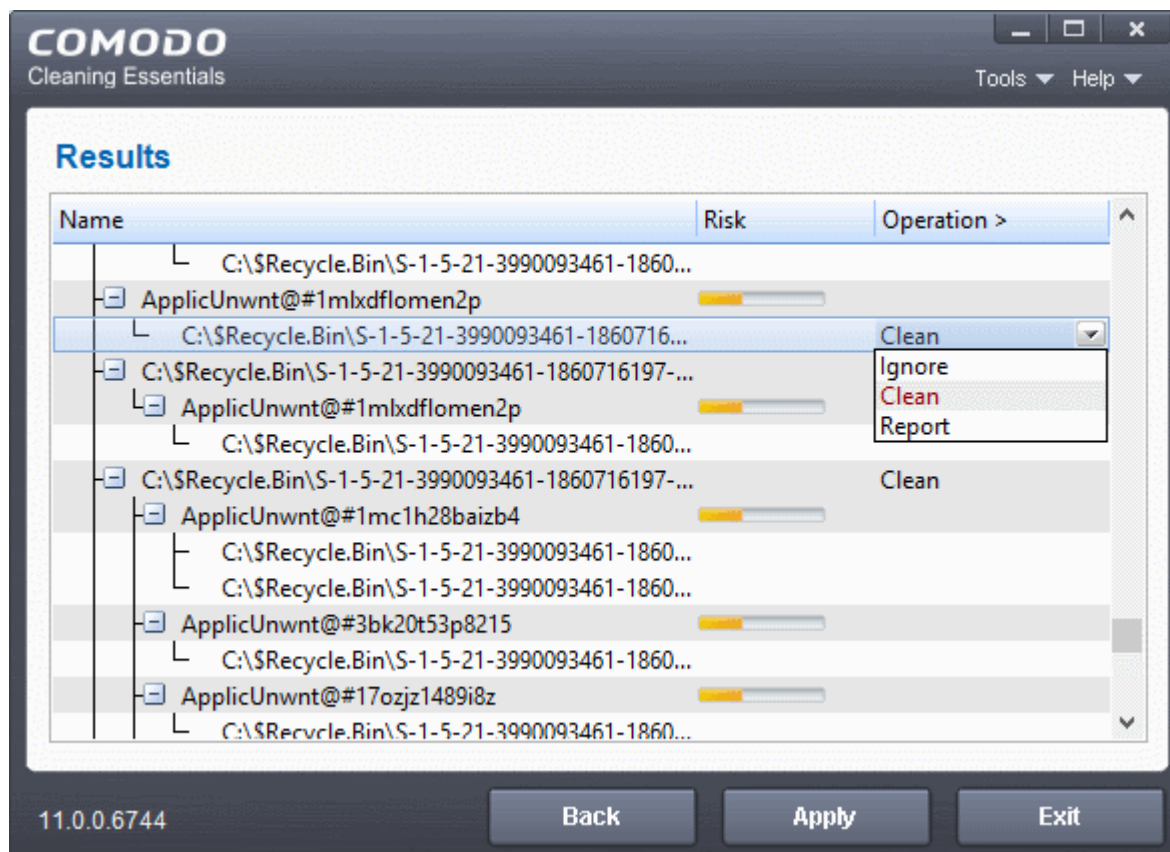 COMODO
Cleaning Essentials
Tools Help
Results
Name Risk Operation >
C:\$Recycle.Bin\S-1-5-21-3990093461-1860...
ApplicUnwnt@#1mlxdflomen2p
C:\$Recycle.Bin\S-1-5-21-3990093461-1860716... Clean
Ignore
C:\$Recycle.Bin\S-1-5-21-3990093461-1860716197-...
Clean
ApplicUnwnt@#1mlxdflomen2p
Report
C:\$Recycle.Bin\S-1-5-21-3990093461-1860...
C:\$Recycle.Bin\S-1-5-21-3990093461-1860716197-... Clean
ApplicUnwnt@#1mc1h28baizb4
C:\$Recycle.Bin\S-1-5-21-3990093461-1860...
C:\$Recycle.Bin\S-1-5-21-3990093461-1860...
ApplicUnwnt@#3bk20t53p8215
C:\$Recycle.Bin\S-1-5-21-3990093461-1860...
ApplicUnwnt@#17ozjz1489i8z
C:\$Recycle.Bin\S-1-5-21-3990093461-1860...
11.0.0.6744 Back Apply Exit